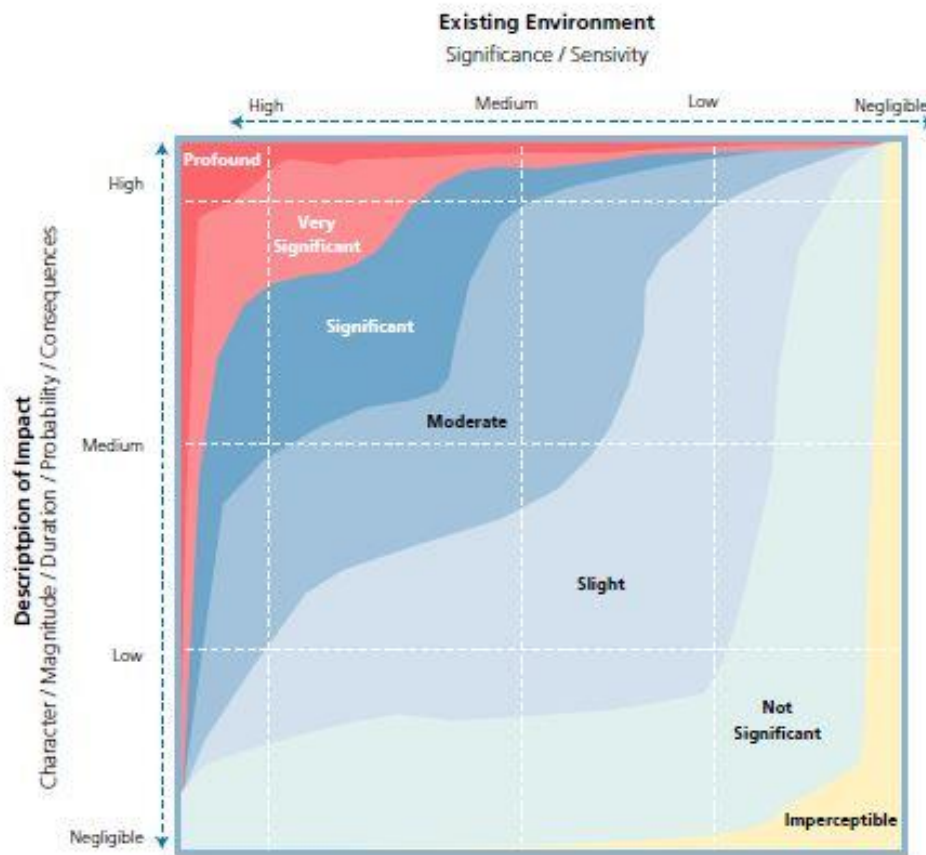 Existing Environment
Significance / Sensivity
High
Medium
Low
Negligible
Profound
High
Very
Significant
Significant
Moderate
Medium
Slight
Low
Not
Significant
Imperceptible
Negligible
Descriptpion of Impact
Character / Magnitude / Duration / Probability / Consequences